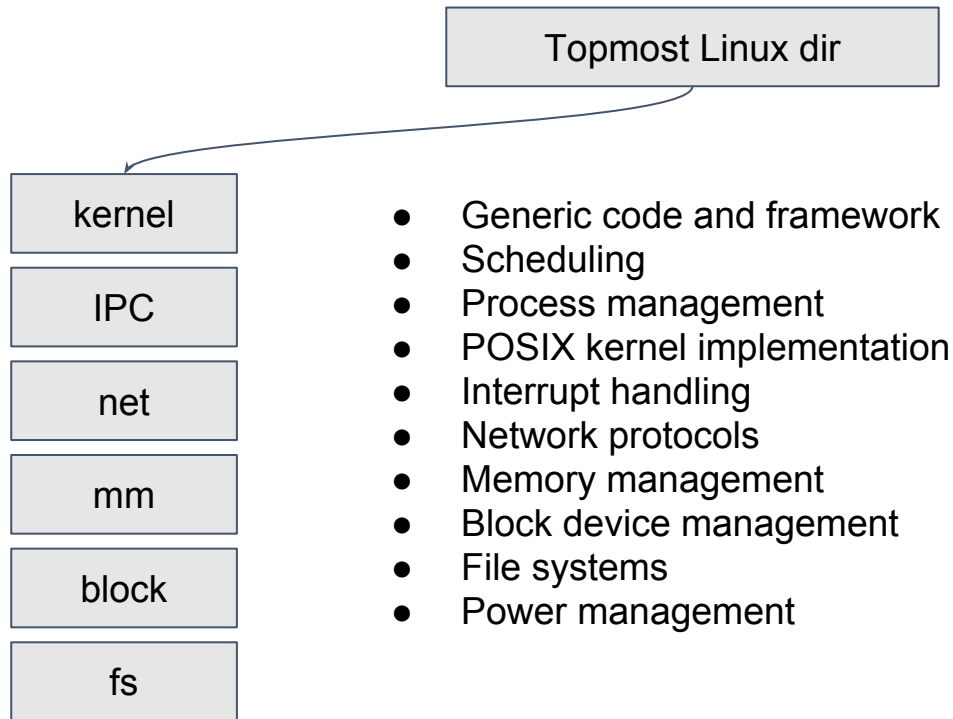 Topmost Linux dir
kernel
IPC
net
mm
block
fs
● Generic code and framework
● Scheduling
● Process management
● POSIX kernel implementation
● Interrupt handling
● Network protocols
● Memory management
● Block device management
● File systems
● Power management